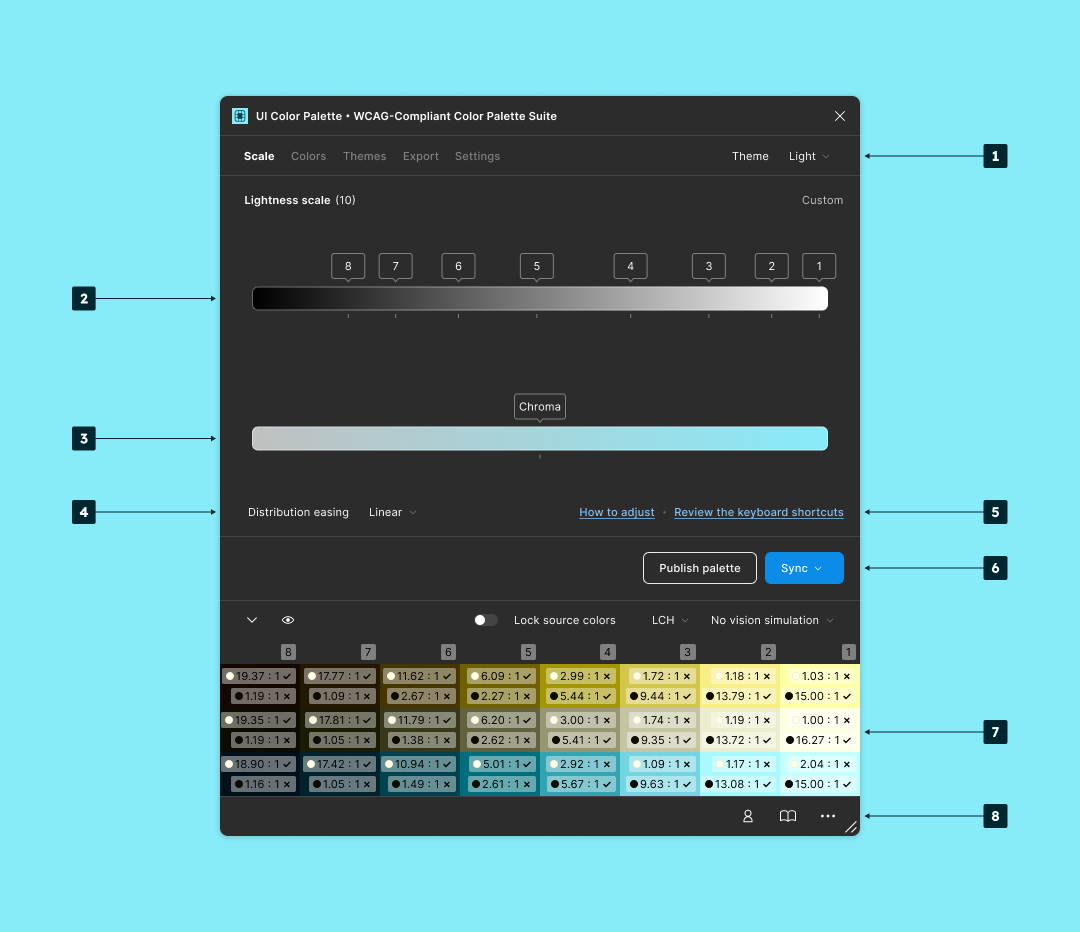 UI Color Palette • WCAG-Compliant Color Palette Suite
Scale Colors Themes Export Settings Theme Light 1
Lightness scale (10) Custom
8 7 6 5 4 3 2 1
2
Chroma
3
4 Distribution easing Linear How to adjust • Review the keyboard shortcuts 5
Publish palette Sync 6
Lock source colors LCH No vision simulation
8 7 6 5 4 3 2 1
19.37 : 1 ✓ 17.77 : 1 ✓ 11.62 : 1 ✓ 6.09 : 1 ✓ 2.99 : 1 × 1.72 : 1 × 1.18 : 1 × 1.03 : 1 ×
1.19 : 1 × 1.09 : 1 × 2.67 : 1 × 2.27 : 1 × 5.44 : 1 ✓ 9.44 : 1 ✓ 13.79 : 1 ✓ 15.00 : 1 ✓
19.35 : 1 ✓ 17.81 : 1 ✓ 11.79 : 1 ✓ 6.20 : 1 ✓ 3.00 : 1 × 1.74 : 1 × 1.19 : 1 × 1.00 : 1 ×
1.19 : 1 × 1.05 : 1 × 1.38 : 1 × 2.62 : 1 × 5.41 : 1 ✓ 9.35 : 1 ✓ 13.72 : 1 ✓ 16.27 : 1 ✓
7
18.90 : 1 ✓ 17.42 : 1 ✓ 10.94 : 1 ✓ 5.01 : 1 ✓ 2.92 : 1 × 1.09 : 1 × 1.17 : 1 × 2.04 : 1 ×
1.16 : 1 × 1.05 : 1 × 1.49 : 1 × 2.61 : 1 × 5.67 : 1 ✓ 9.63 : 1 ✓ 13.08 : 1 ✓ 15.00 : 1 ✓
8